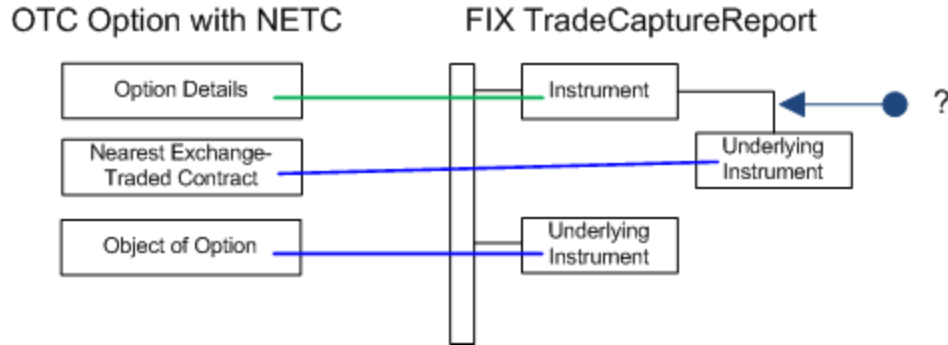 OTC Option with NETC
FIX TradeCaptureReport
Option Details
Instrument
?
Nearest Exchange-
Traded Contract
Underlying
Instrument
Object of Option
Underlying
Instrument